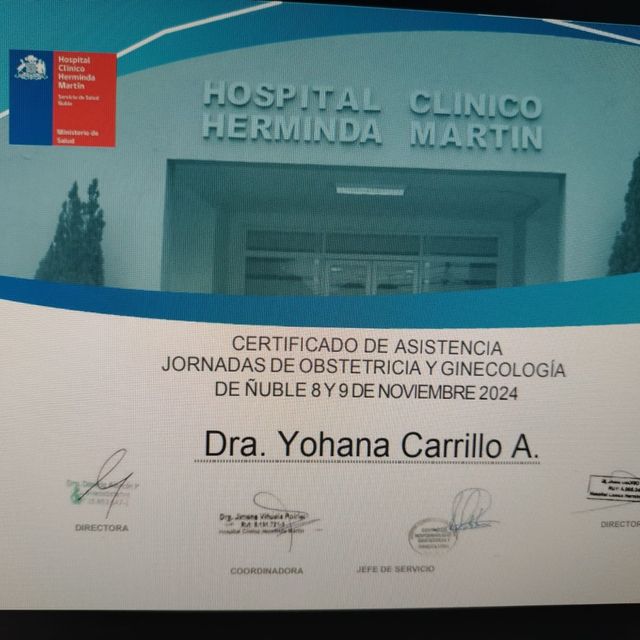 Hospital
Clínico
Herminda
Martín
Servicio de Salud
Ñuble
Ministerio de
Salud
HOSPITAL CLINICO
HERMINDA MARTIN
CERTIFICADO DE ASISTENCIA
JORNADAS DE OBSTETRICIA Y GINECOLOGÍA
DE ÑUBLE 8 Y 9 DE NOVIEMBRE 2024
Dra. Yohana Carrillo A.
DIRECTORA
COORDINADORA
JEFE DE SERVICIO
DIRECTOR